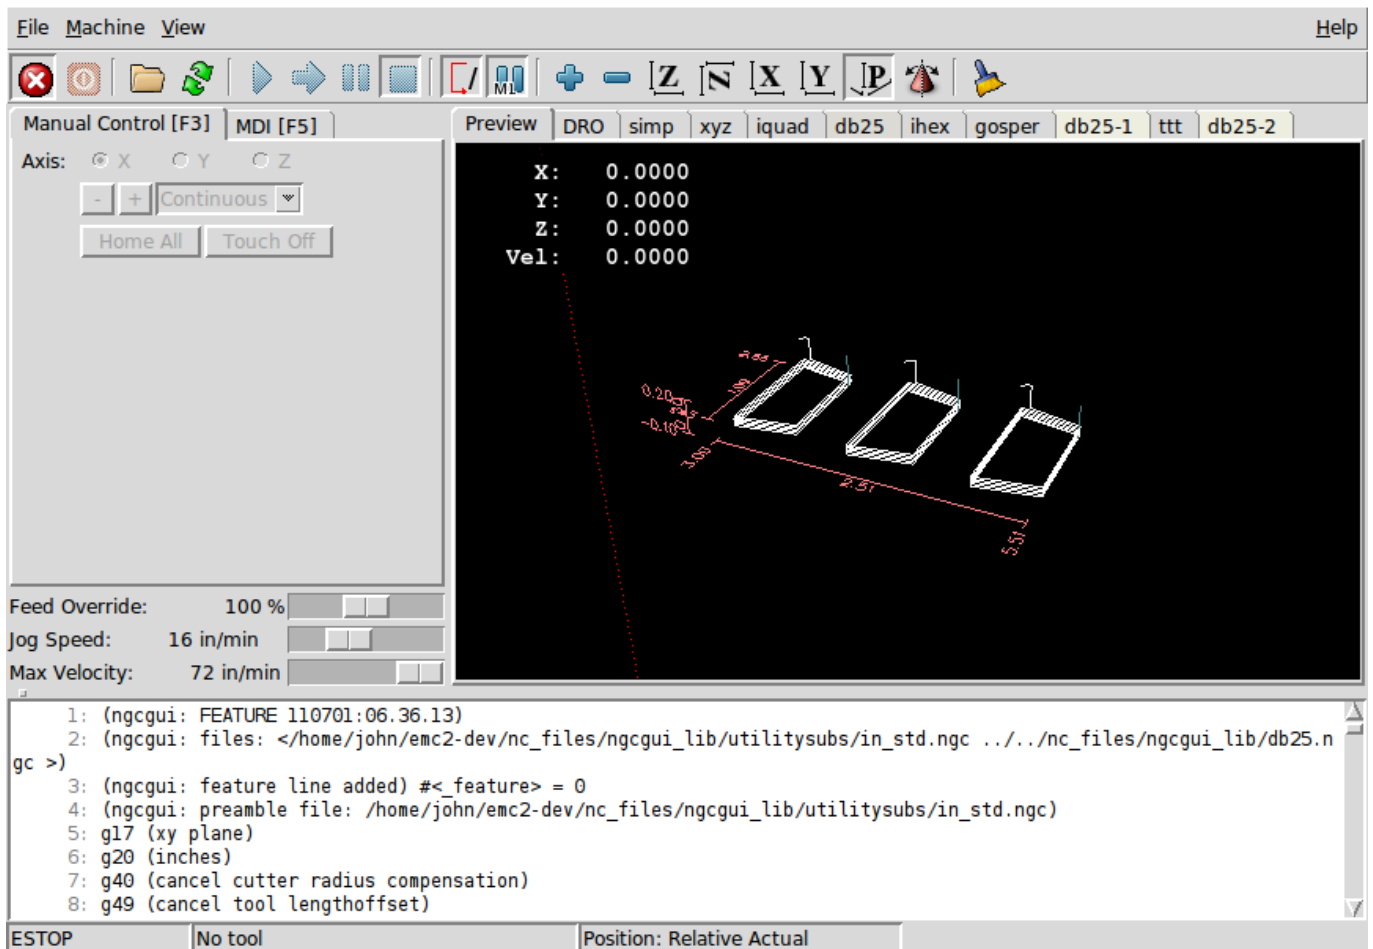 File Machine View Help
M1 Z N X Y P
Manual Control [F3] MDI [F5] Preview DRO simp xyz iquad db25 ihex gosper db25-1 ttt db25-2
Axis: X Y Z
- + Continuous
Home All Touch Off
X: 0.0000
Y: 0.0000
Z: 0.0000
Vel: 0.0000
0.20
3.00
2.51
5.51
Feed Override: 100 %
Jog Speed: 16 in/min
Max Velocity: 72 in/min
1: (ngcgui: FEATURE 110701:06.36.13)
2: (ngcgui: files: </home/john/emc2-dev/nc_files/ngcgui_lib/utilitysubs/in_std.ngc ../../nc_files/ngcgui_lib/db25.n
gc >)
3: (ngcgui: feature line added) #<_feature> = 0
4: (ngcgui: preamble file: /home/john/emc2-dev/nc_files/ngcgui_lib/utilitysubs/in_std.ngc)
5: g17 (xy plane)
6: g20 (inches)
7: g40 (cancel cutter radius compensation)
8: g49 (cancel tool lengthoffset)
ESTOP No tool Position: Relative Actual